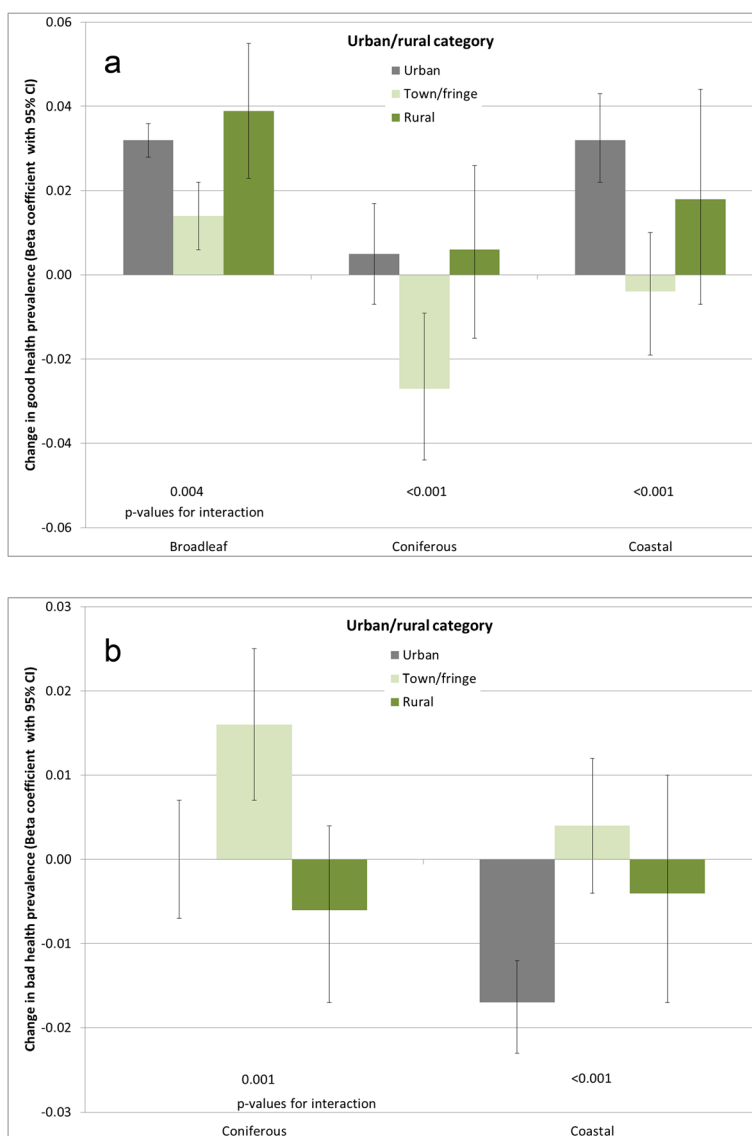 0.06
0.04
0.02
0.00
-0.02
-0.04
-0.06
Change in good health prevalence (Beta coefficient with 95% CI)
a
Urban/rural category
Urban
Town/fringe
Rural
0.004
<0.001
<0.001
p-values for interaction
Broadleaf
Coniferous
Coastal
0.03
0.02
0.01
0.00
-0.01
-0.02
-0.03
Change in bad health prevalence (Beta coefficient with 95% CI)
b
Urban/rural category
Urban
Town/fringe
Rural
0.001
<0.001
p-values for interaction
Coniferous
Coastal